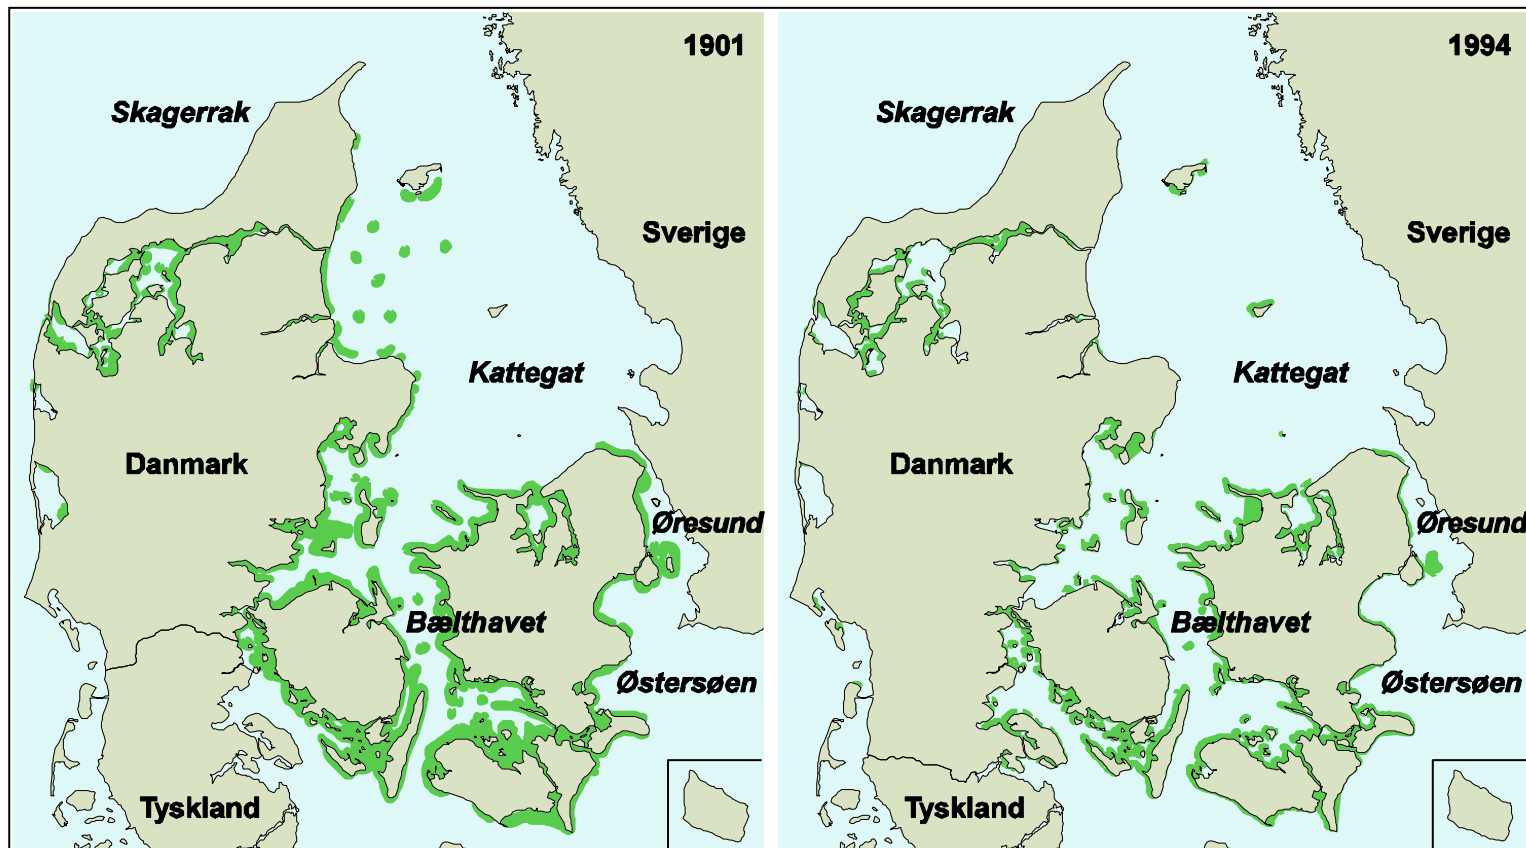 1901
Skagerrak
Sverige
Kattegat
Danmark
Øresund
Bælthavet
Østersøen
Tyskland
1994
Skagerrak
Sverige
Kattegat
Danmark
Øresund
Bælthavet
Østersøen
Tyskland